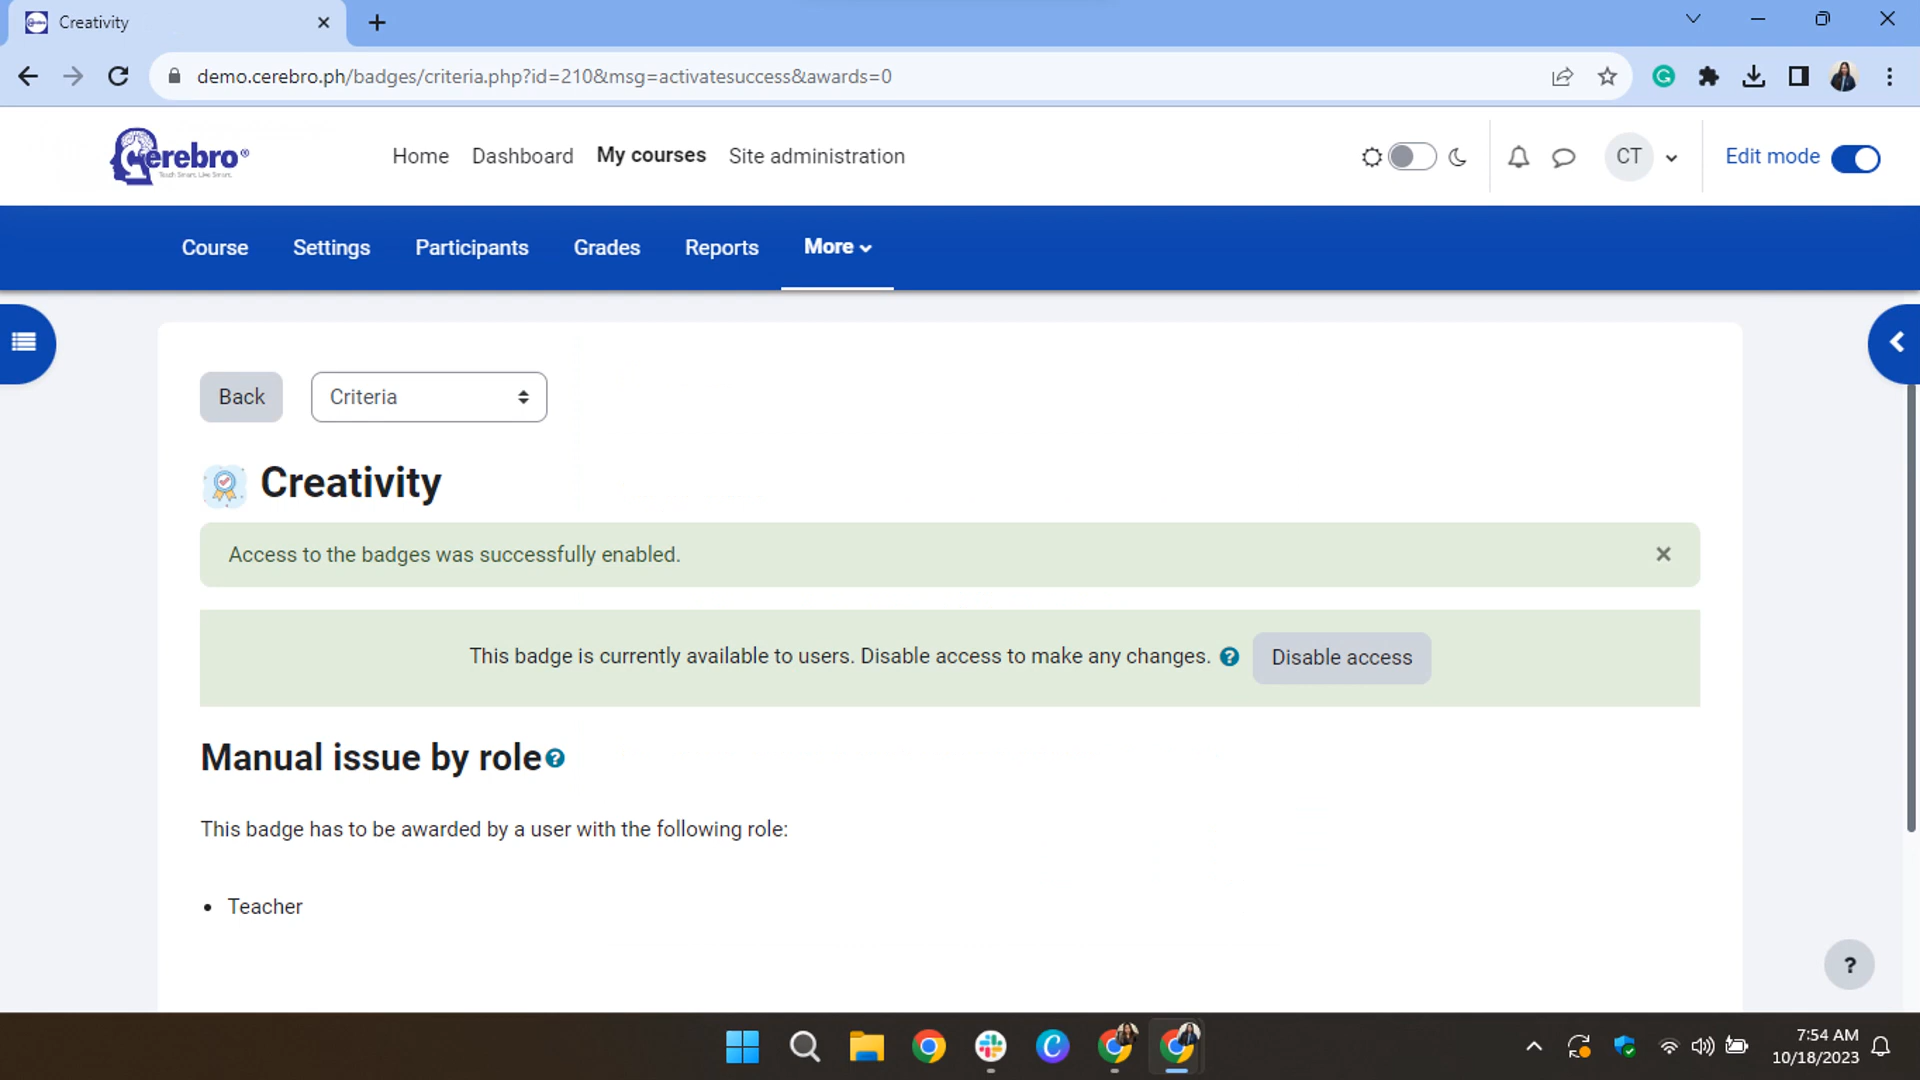 Creativity
demo.cerebro.ph/badges/criteria.php?id=210&msg=activatesuccess&awards=0
Cerebro®
Teach Smart. Live Smart.
Home Dashboard My courses Site administration
CT
Edit mode
Course Settings Participants Grades Reports More
Back
Criteria
Creativity
Access to the badges was successfully enabled.
This badge is currently available to users. Disable access to make any changes.
Disable access
Manual issue by role
This badge has to be awarded by a user with the following role:
• Teacher
?
7:54 AM
10/18/2023